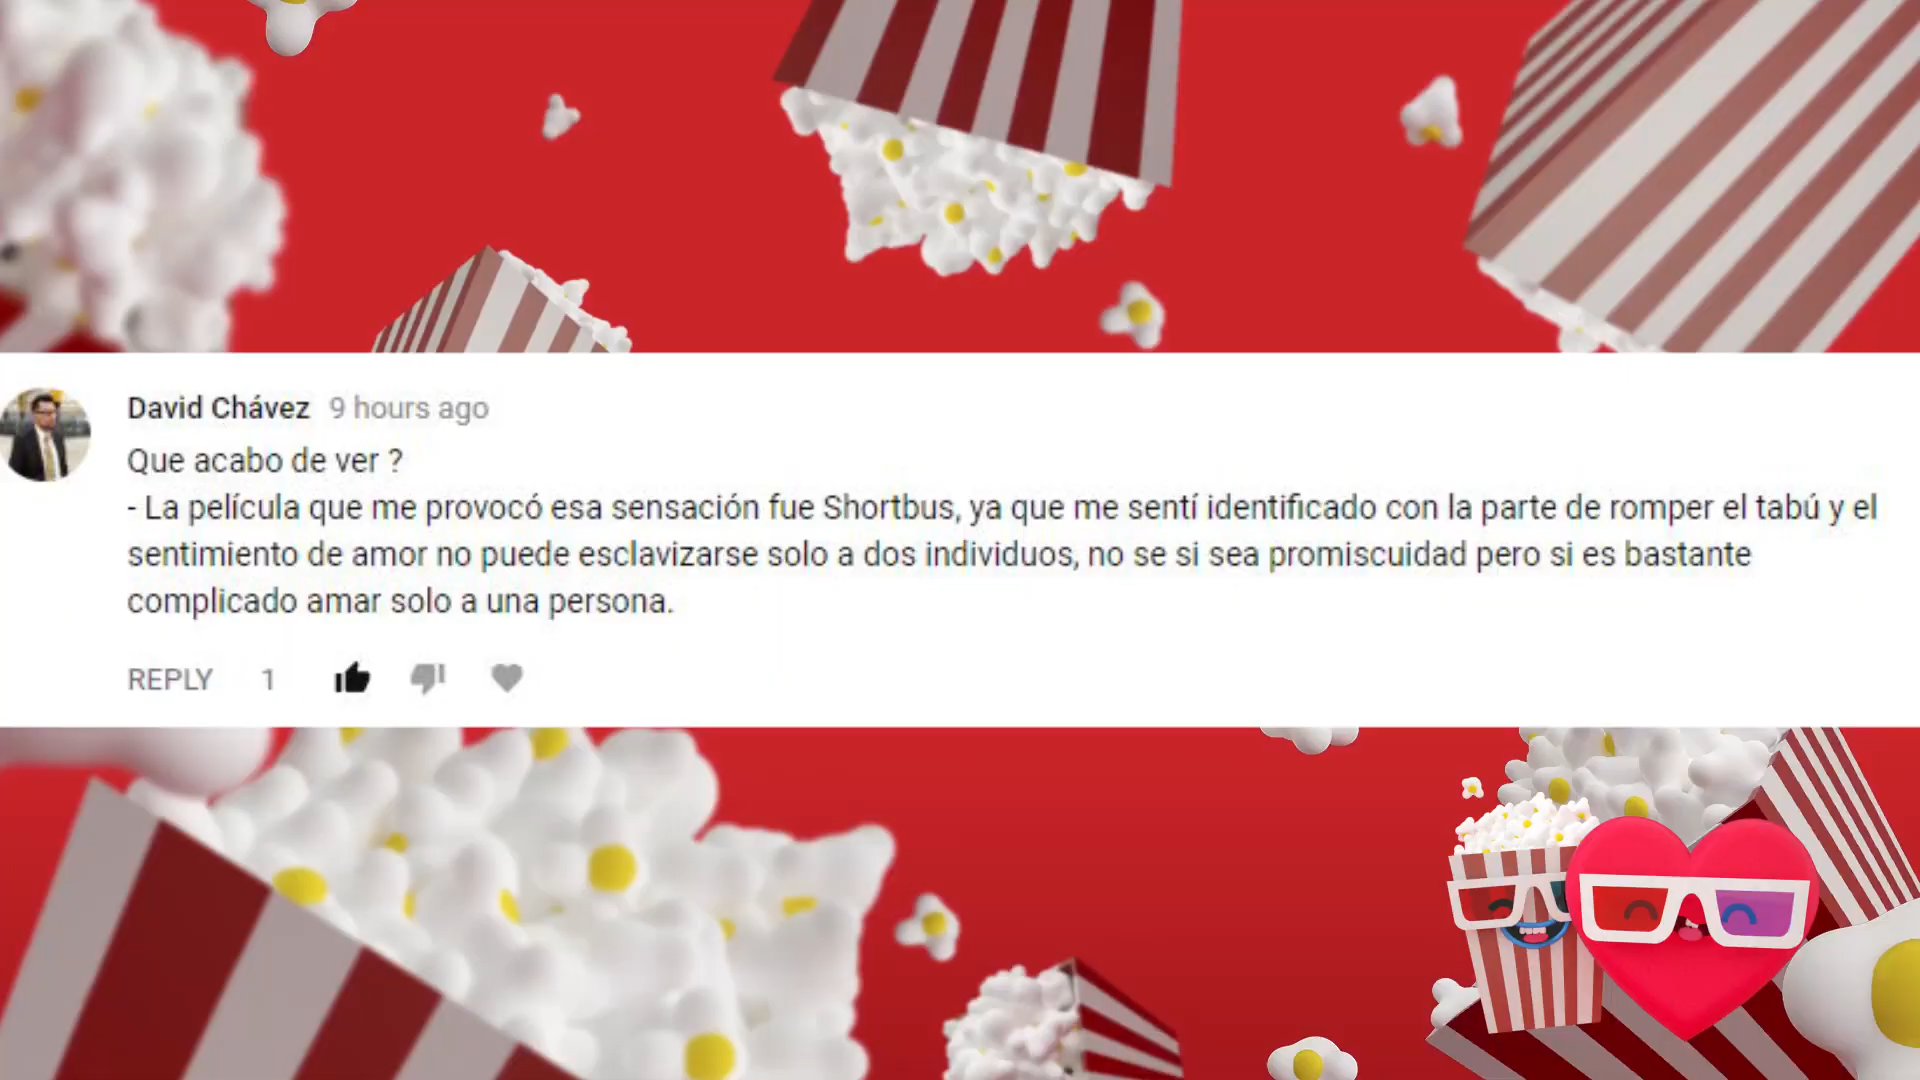 David Chávez 9 hours ago
Que acabo de ver ?
- La película que me provocó esa sensación fue Shortbus, ya que me sentí identificado con la parte de romper el tabú y el
sentimiento de amor no puede esclavizarse solo a dos individuos, no se si sea promiscuidad pero si es bastante
complicado amar solo a una persona.
REPLY 1